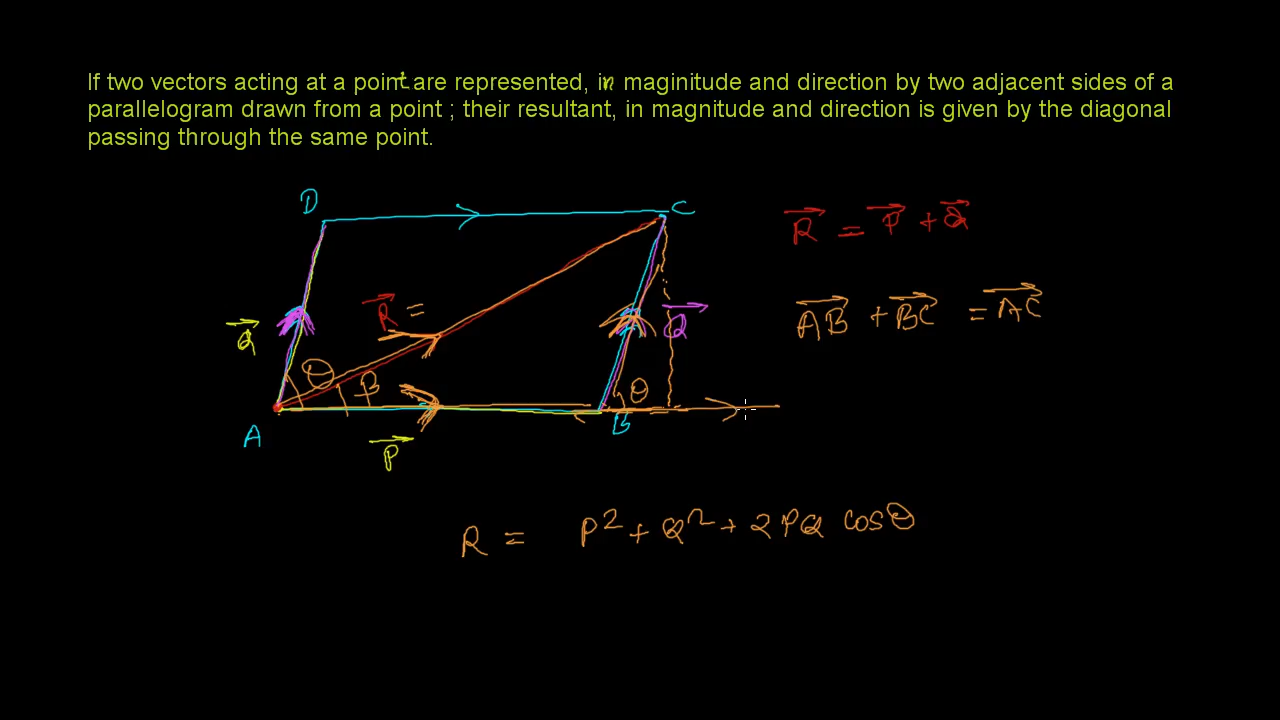 If two vectors acting at a point are represented, in maginitude and direction by two adjacent sides of a
parallelogram drawn from a point ; their resultant, in magnitude and direction is given by the diagonal
passing through the same point.
D
C
R⃗ = P⃗ + Q⃗
R⃗ =
Q⃗
Q⃗
AB⃗ + BC⃗ = AC⃗
θ
β
θ
A
B
P⃗
R = P² + Q² + 2PQ cosθ